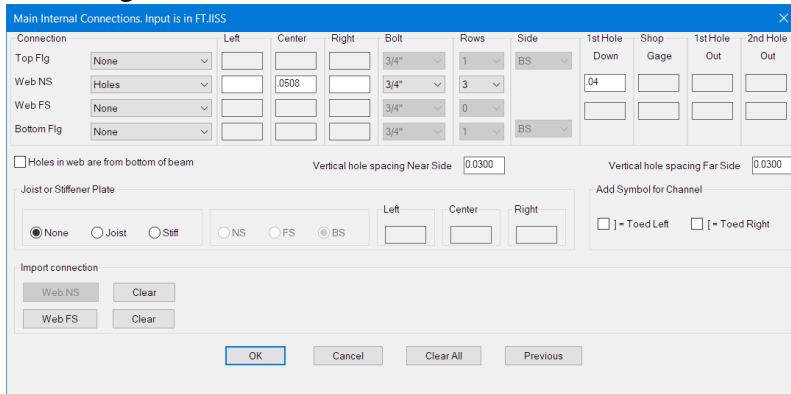 Main Internal Connections. Input is in FT.IISS
Connection Left Center Right Bolt Rows Side 1st Hole Shop 1st Hole 2nd Hole
Down Gage Out Out
Top Flg None 3/4" 1 BS
Web NS Holes .0508 3/4" 3 .04
Web FS None 3/4" 0
Bottom Flg None 3/4" 1 BS
Holes in web are from bottom of beam Vertical hole spacing Near Side 0.0300 Vertical hole spacing Far Side 0.0300
Joist or Stiffener Plate Add Symbol for Channel
Left Center Right
None Joist Stiff NS FS BS ] = Toed Left [ = Toed Right
Import connection
Web NS Clear
Web FS Clear
OK Cancel Clear All Previous